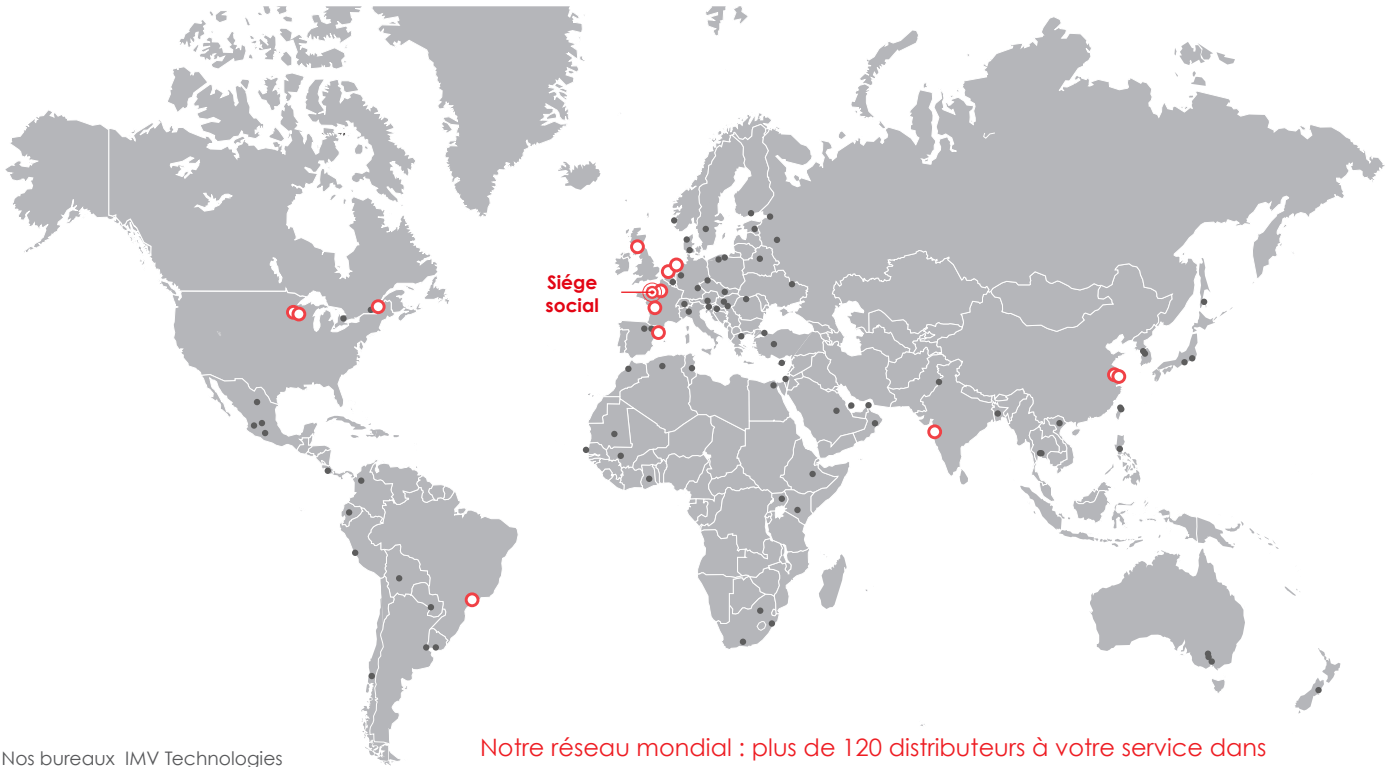 Siége
social
Notre réseau mondial : plus de 120 distributeurs à votre service dans
Nos bureaux IMV Technologies